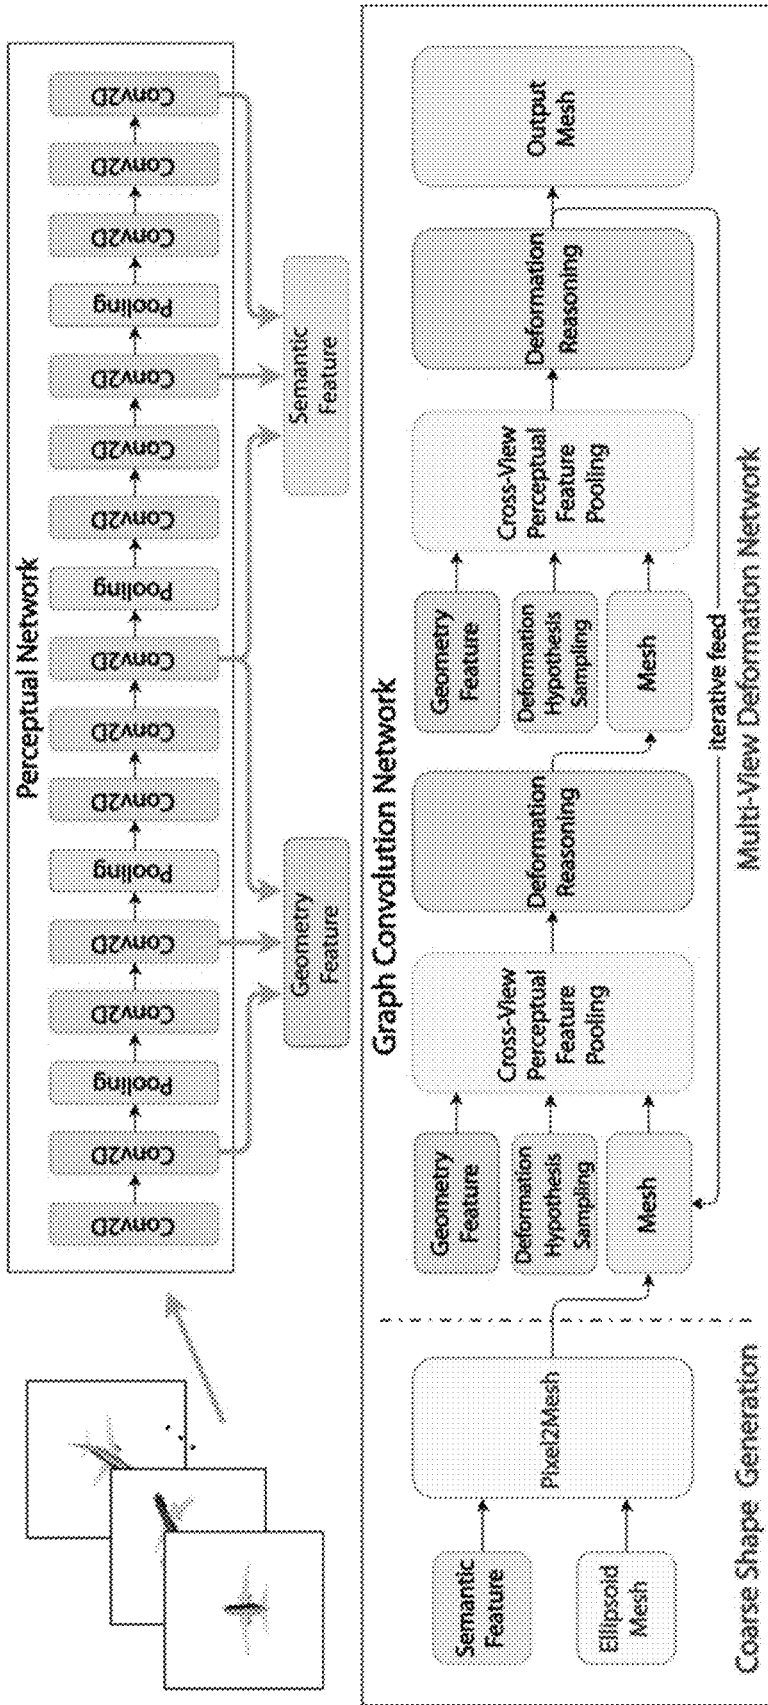 Perceptual Network
Conv2D
Conv2D
Pooling
Conv2D
Conv2D
Pooling
Conv2D
Conv2D
Conv2D
Pooling
Conv2D
Conv2D
Conv2D
Pooling
Conv2D
Conv2D
Conv2D
Geometry
Feature
Semantic
Feature
Graph Convolution Network
Semantic
Feature
Ellipsoid
Mesh
Pixel2Mesh
Geometry
Feature
Deformation
Hypothesis
Sampling
Mesh
Cross-View
Perceptual
Feature
Pooling
Deformation
Reasoning
Geometry
Feature
Deformation
Hypothesis
Sampling
Mesh
Cross-View
Perceptual
Feature
Pooling
Deformation
Reasoning
Output
Mesh
iterative feed
Coarse Shape Generation
Multi-View Deformation Network